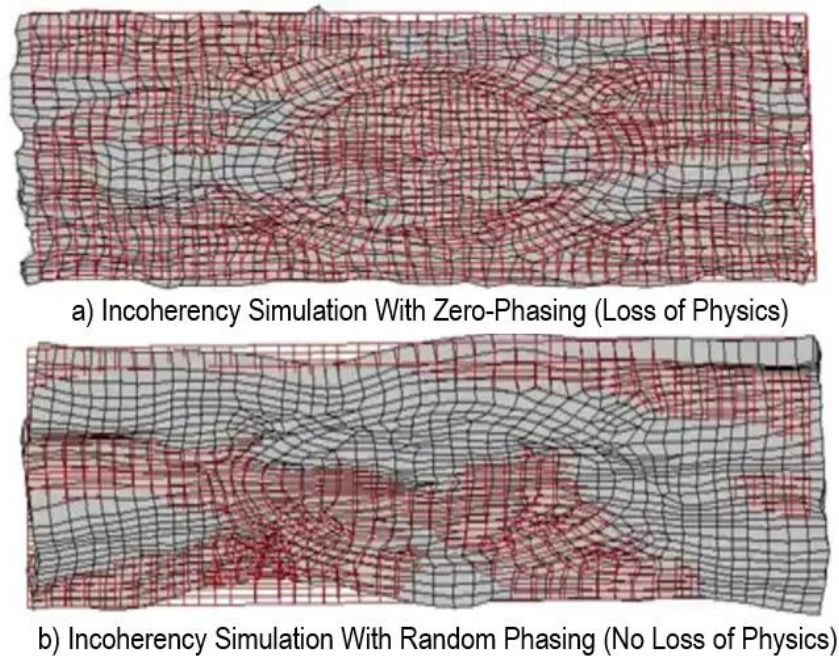 a) Incoherency Simulation With Zero-Phasing (Loss of Physics)
b) Incoherency Simulation With Random Phasing (No Loss of Physics)